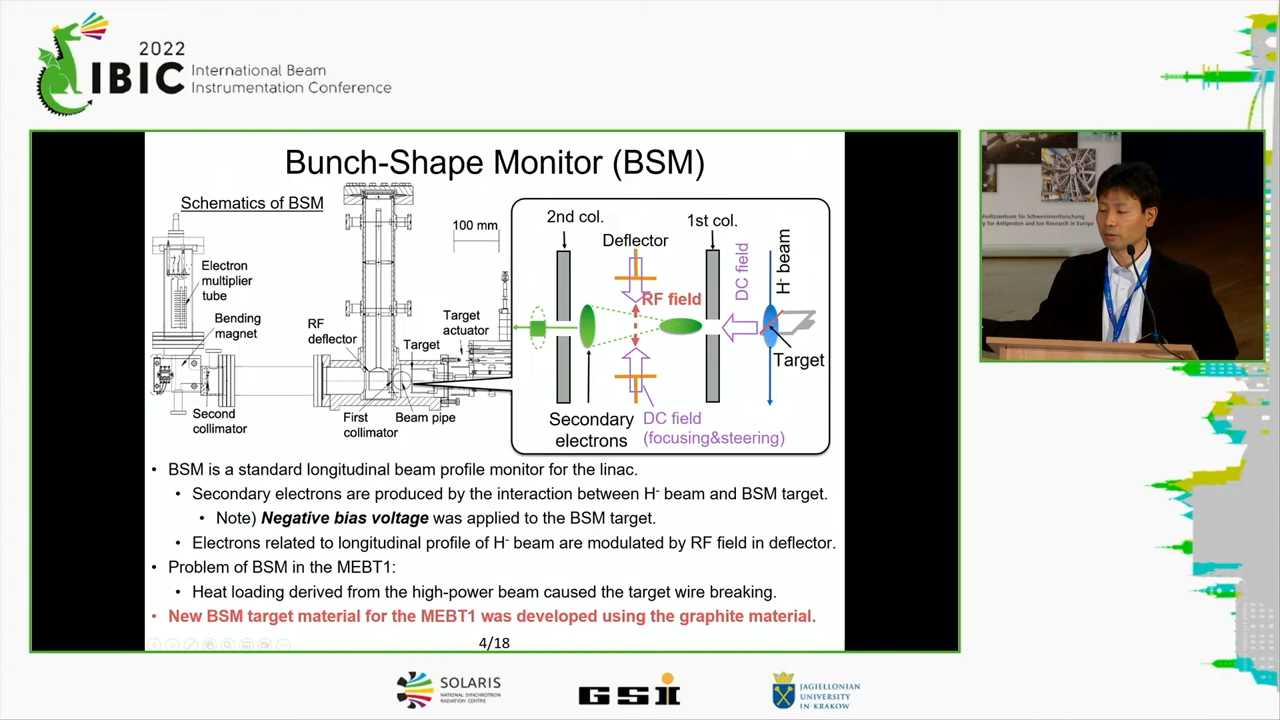 2022
IBIC
International Beam
Instrumentation Conference
Bunch-Shape Monitor (BSM)
Schematics of BSM
100 mm
Electron
multiplier
tube
Bending
magnet
RF
deflector
Target
actuator
Target
Second
collimator
First
collimator
Beam pipe
2nd col.
1st col.
Deflector
DC field
H- beam
RF field
Target
Secondary
electrons
DC field
(focusing&steering)
• BSM is a standard longitudinal beam profile monitor for the linac.
• Secondary electrons are produced by the interaction between H- beam and BSM target.
• Note) Negative bias voltage was applied to the BSM target.
• Electrons related to longitudinal profile of H- beam are modulated by RF field in deflector.
• Problem of BSM in the MEBT1:
• Heat loading derived from the high-power beam caused the target wire breaking.
• New BSM target material for the MEBT1 was developed using the graphite material.
4/18
SOLARIS
NATIONAL SYNCHROTRON
RADIATION CENTRE
GSI
JAGIELLONIAN
UNIVERSITY
IN KRAKOW